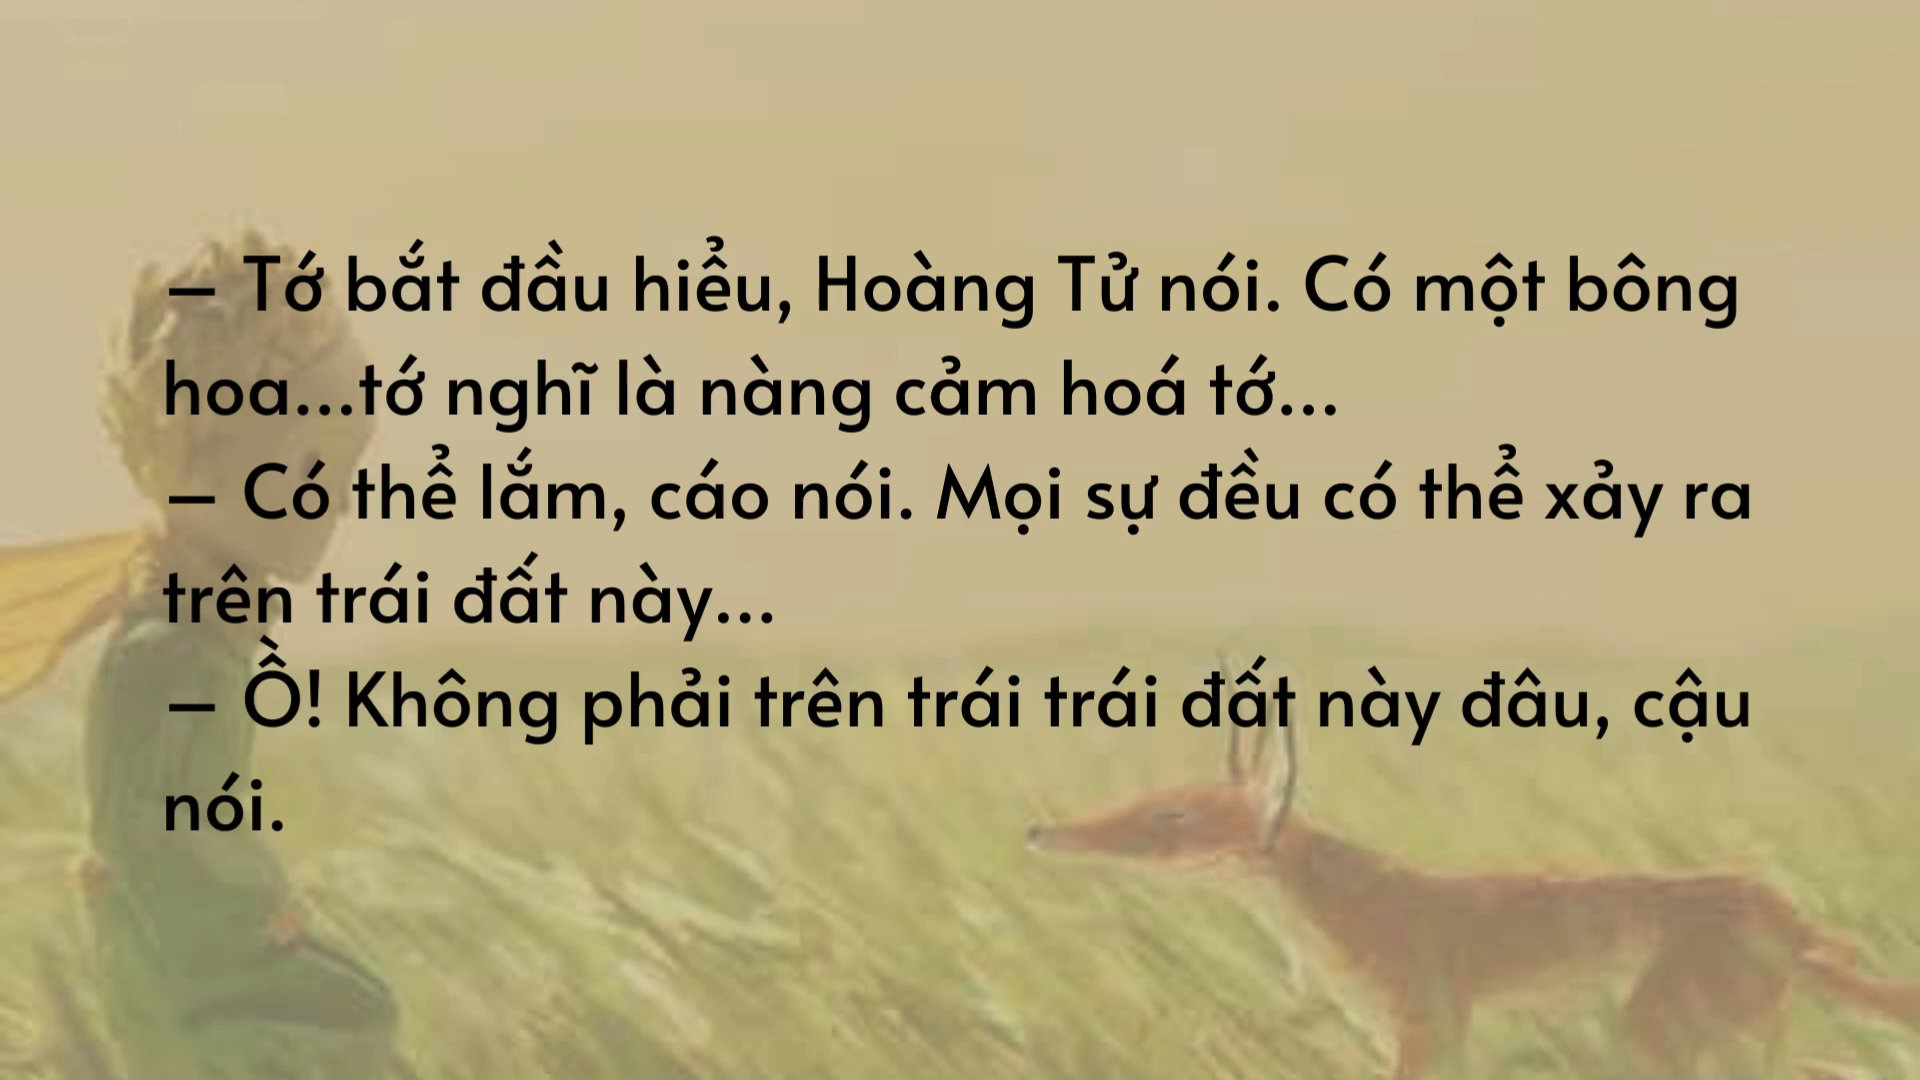 – Tớ bắt đầu hiểu, Hoàng Tử nói. Có một bông
hoa...tớ nghĩ là nàng cảm hoá tớ...
– Có thể lắm, cáo nói. Mọi sự đều có thể xảy ra
trên trái đất này...
– Ồ! Không phải trên trái trái đất này đâu, cậu
nói.